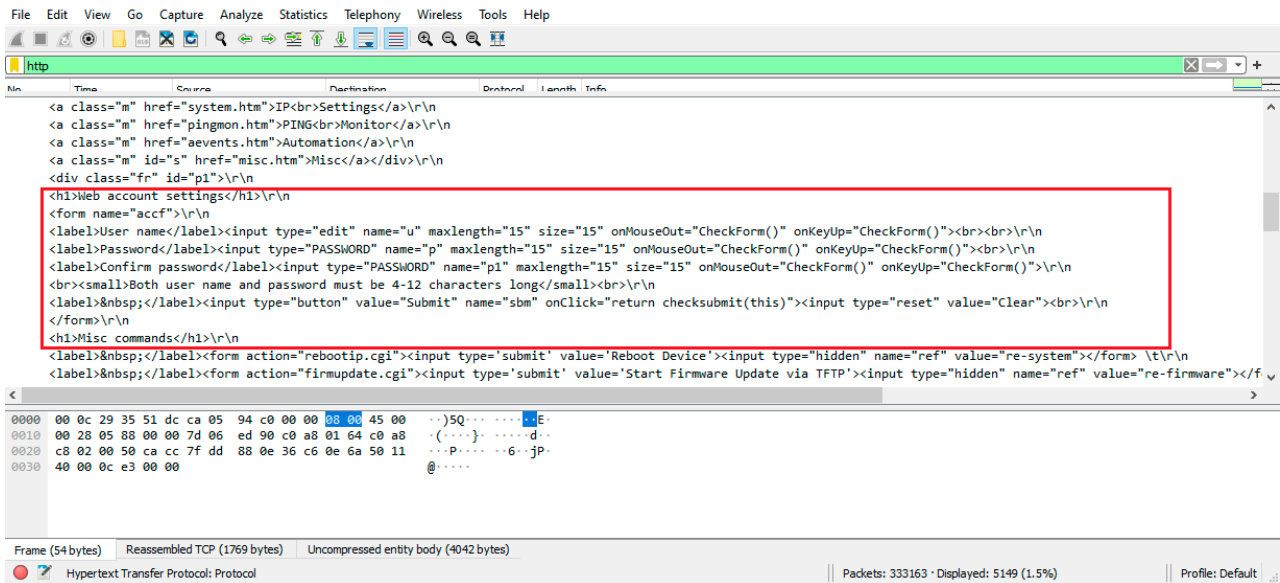 File Edit View Go Capture Analyze Statistics Telephony Wireless Tools Help
http
No. Time Source Destination Protocol Length Info
<a class="m" href="system.htm">IP<br>Settings</a>\r\n
<a class="m" href="pingmon.htm">PING<br>Monitor</a>\r\n
<a class="m" href="aevents.htm">Automation</a>\r\n
<a class="m" id="s" href="misc.htm">Misc</a></div>\r\n
<div class="fr" id="p1">\r\n
<h1>Web account settings</h1>\r\n
<form name="accf">\r\n
<label>User name</label><input type="edit" name="u" maxlength="15" size="15" onMouseOut="CheckForm()" onKeyUp="CheckForm()"><br><br>\r\n
<label>Password</label><input type="PASSWORD" name="p" maxlength="15" size="15" onMouseOut="CheckForm()" onKeyUp="CheckForm()"><br>\r\n
<label>Confirm password</label><input type="PASSWORD" name="p1" maxlength="15" size="15" onMouseOut="CheckForm()" onKeyUp="CheckForm()">\r\n
<br><small>Both user name and password must be 4-12 characters long</small><br>\r\n
<label>&nbsp;</label><input type="button" value="Submit" name="sbm" onClick="return checksubmit(this)"><input type="reset" value="Clear"><br>\r\n
</form>\r\n
<h1>Misc commands</h1>\r\n
<label>&nbsp;</label><form action="rebootip.cgi"><input type='submit' value='Reboot Device'><input type="hidden" name="ref" value="re-system"></form> \t\r\n
<label>&nbsp;</label><form action="firmupdate.cgi"><input type='submit' value='Start Firmware Update via TFTP'><input type="hidden" name="ref" value="re-firmware"></f
0000 00 0c 29 35 51 dc ca 05 94 c0 00 00 08 00 45 00 ··)5Q··· ······E·
0010 00 28 05 88 00 00 7d 06 ed 90 c0 a8 01 64 c0 a8 ·(····}· ·····d··
0020 c8 02 00 50 ca cc 7f dd 88 0e 36 c6 0e 6a 50 11 ···P···· ··6··jP·
0030 40 00 0c e3 00 00 @·····
Frame (54 bytes) Reassembled TCP (1769 bytes) Uncompressed entity body (4042 bytes)
Hypertext Transfer Protocol: Protocol Packets: 333163 · Displayed: 5149 (1.5%) Profile: Default